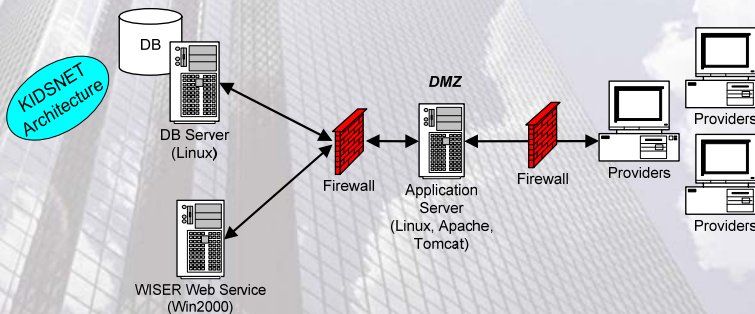 KIDSNET
Architecture
DB
DB Server
(Linux)
WISER Web Service
(Win2000)
Firewall
DMZ
Application
Server
(Linux, Apache,
Tomcat)
Firewall
Providers
Providers
Providers